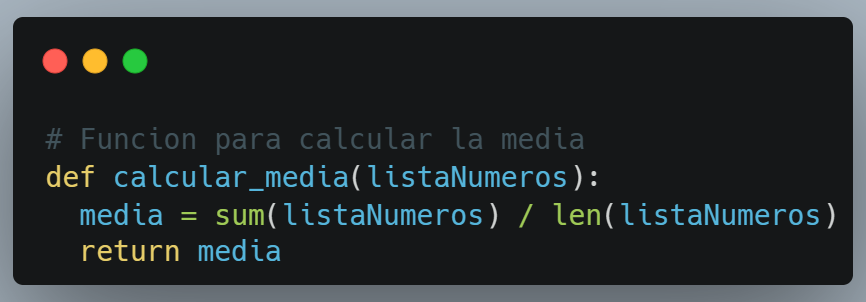 # Funcion para calcular la media
def calcular_media(listaNumeros):
  media = sum(listaNumeros) / len(listaNumeros)
  return media